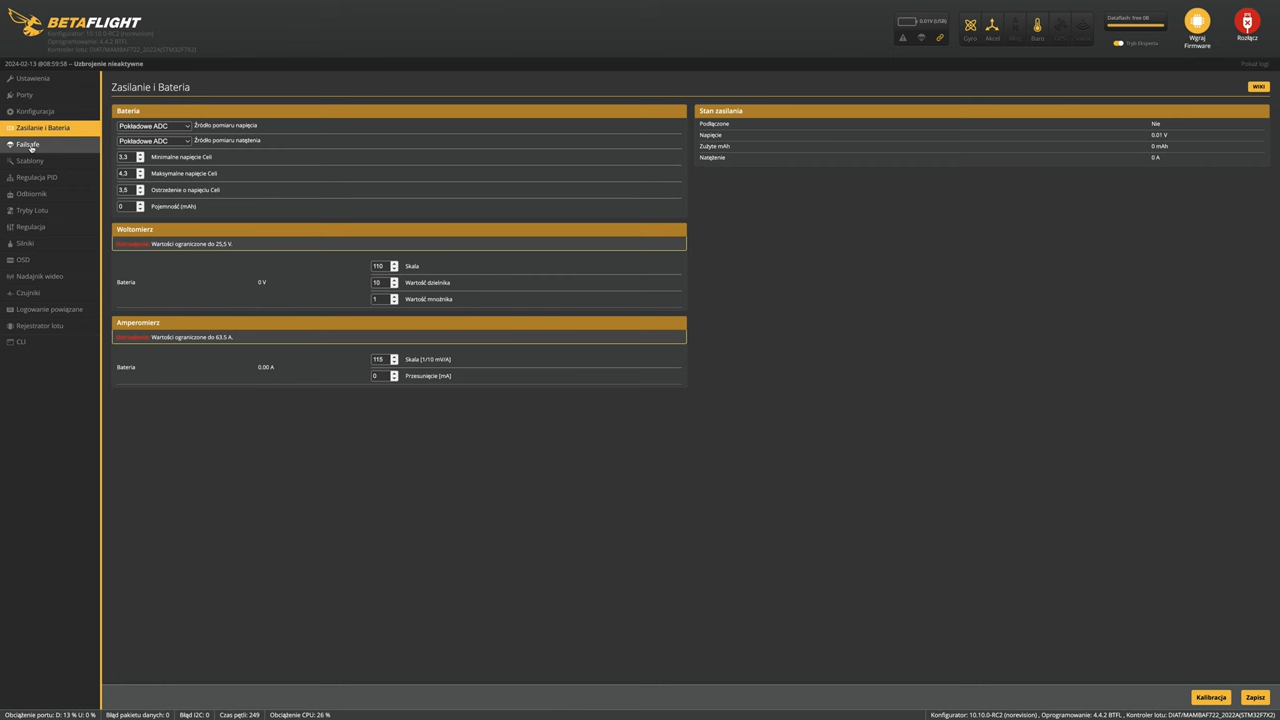 BETAFLIGHT
Konfigurator: 10.10.0-RC2 (norevision)
Oprogramowanie: 4.4.2 BTFL
Kontroler lotu: DIAT/MAMBAF722_2022A(STM32F7X2)
0.01V (USB)
Gyro
Akcel
Baro
Dataflash: free 0B
Tryb Eksperta
Wgraj
Firmware
Rozłącz
2024-02-13 @08:59:58 -- Uzbrojenie nieaktywne
Pokaż logi
Ustawienia
Porty
Konfiguracja
Zasilanie i Bateria
Failsafe
Szablony
Regulacja PID
Odbiornik
Tryby Lotu
Regulacja
Silniki
OSD
Nadajnik wideo
Czujniki
Logowanie powiązane
Rejestrator lotu
CLI
Zasilanie i Bateria
WIKI
Bateria
Pokładowe ADC Źródło pomiaru napięcia
Pokładowe ADC Źródło pomiaru natężenia
3,3 Minimalne napięcie Celi
4,3 Maksymalne napięcie Celi
3,5 Ostrzeżenie o napięciu Celi
0 Pojemność (mAh)
Stan zasilania
Podłączone Nie
Napięcie 0.01 V
Zużyte mAh 0 mAh
Natężenie 0 A
Woltomierz
Wartości ograniczone do 25,5 V.
Bateria 0 V
110 Skala
10 Wartość dzielnika
1 Wartość mnożnika
Amperomierz
Wartości ograniczone do 63.5 A.
Bateria 0.00 A
115 Skala [1/10 mV/A]
0 Przesunięcie [mA]
Kalibracja
Zapisz
Obciążenie portu: D: 13 % U: 0 % Błąd pakietu danych: 0 Błąd I2C: 0 Czas pętli: 249 Obciążenie CPU: 26 %
Konfigurator: 10.10.0-RC2 (norevision) , Oprogramowanie: 4.4.2 BTFL , Kontroler lotu: DIAT/MAMBAF722_2022A(STM32F7X2)